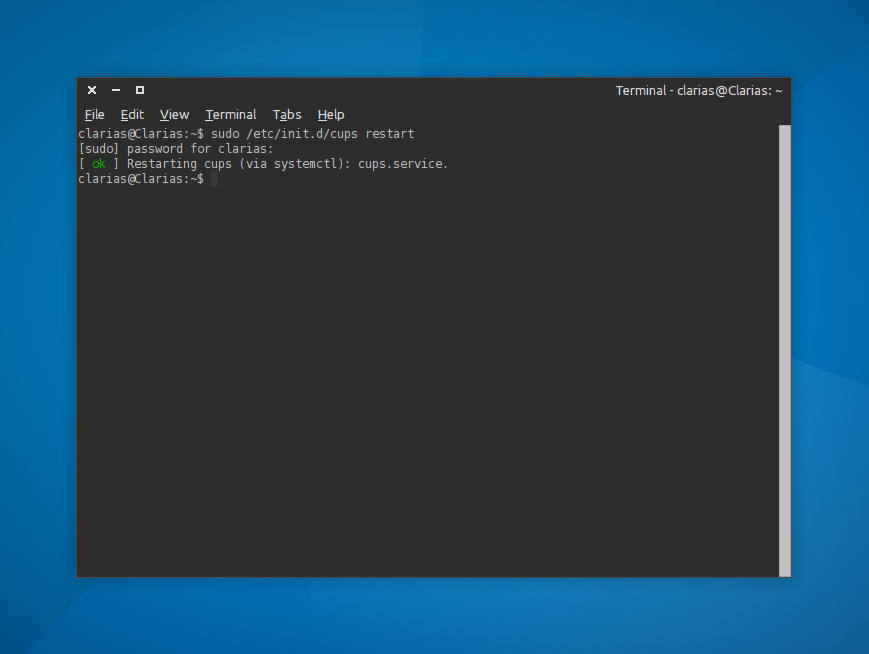 Terminal - clarias@Clarias: ~
File Edit View Terminal Tabs Help
clarias@Clarias:~$ sudo /etc/init.d/cups restart
[sudo] password for clarias:
[ ok ] Restarting cups (via systemctl): cups.service.
clarias@Clarias:~$